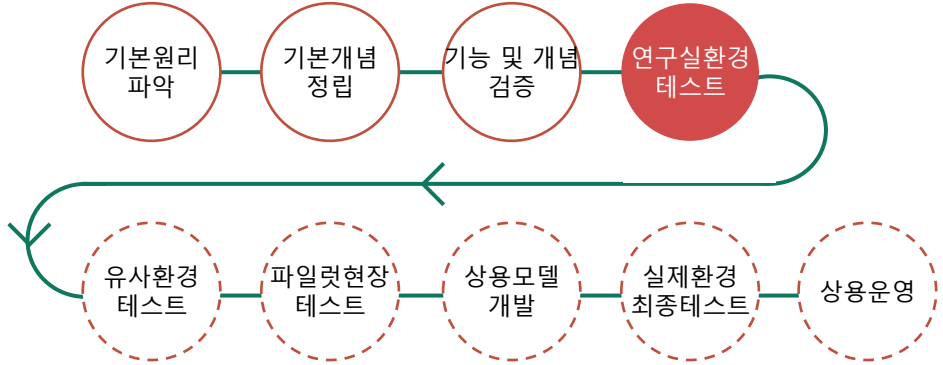 기본원리
파악
기본개념
정립
기능 및 개념
검증
연구실환경
테스트
유사환경
테스트
파일럿현장
테스트
상용모델
개발
실제환경
최종테스트
상용운영